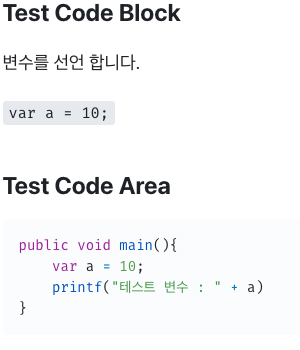 Test Code Block
변수를 선언 합니다.
var a = 10;
Test Code Area
public void main(){
    var a = 10;
    printf("테스트 변수 : " + a)
}